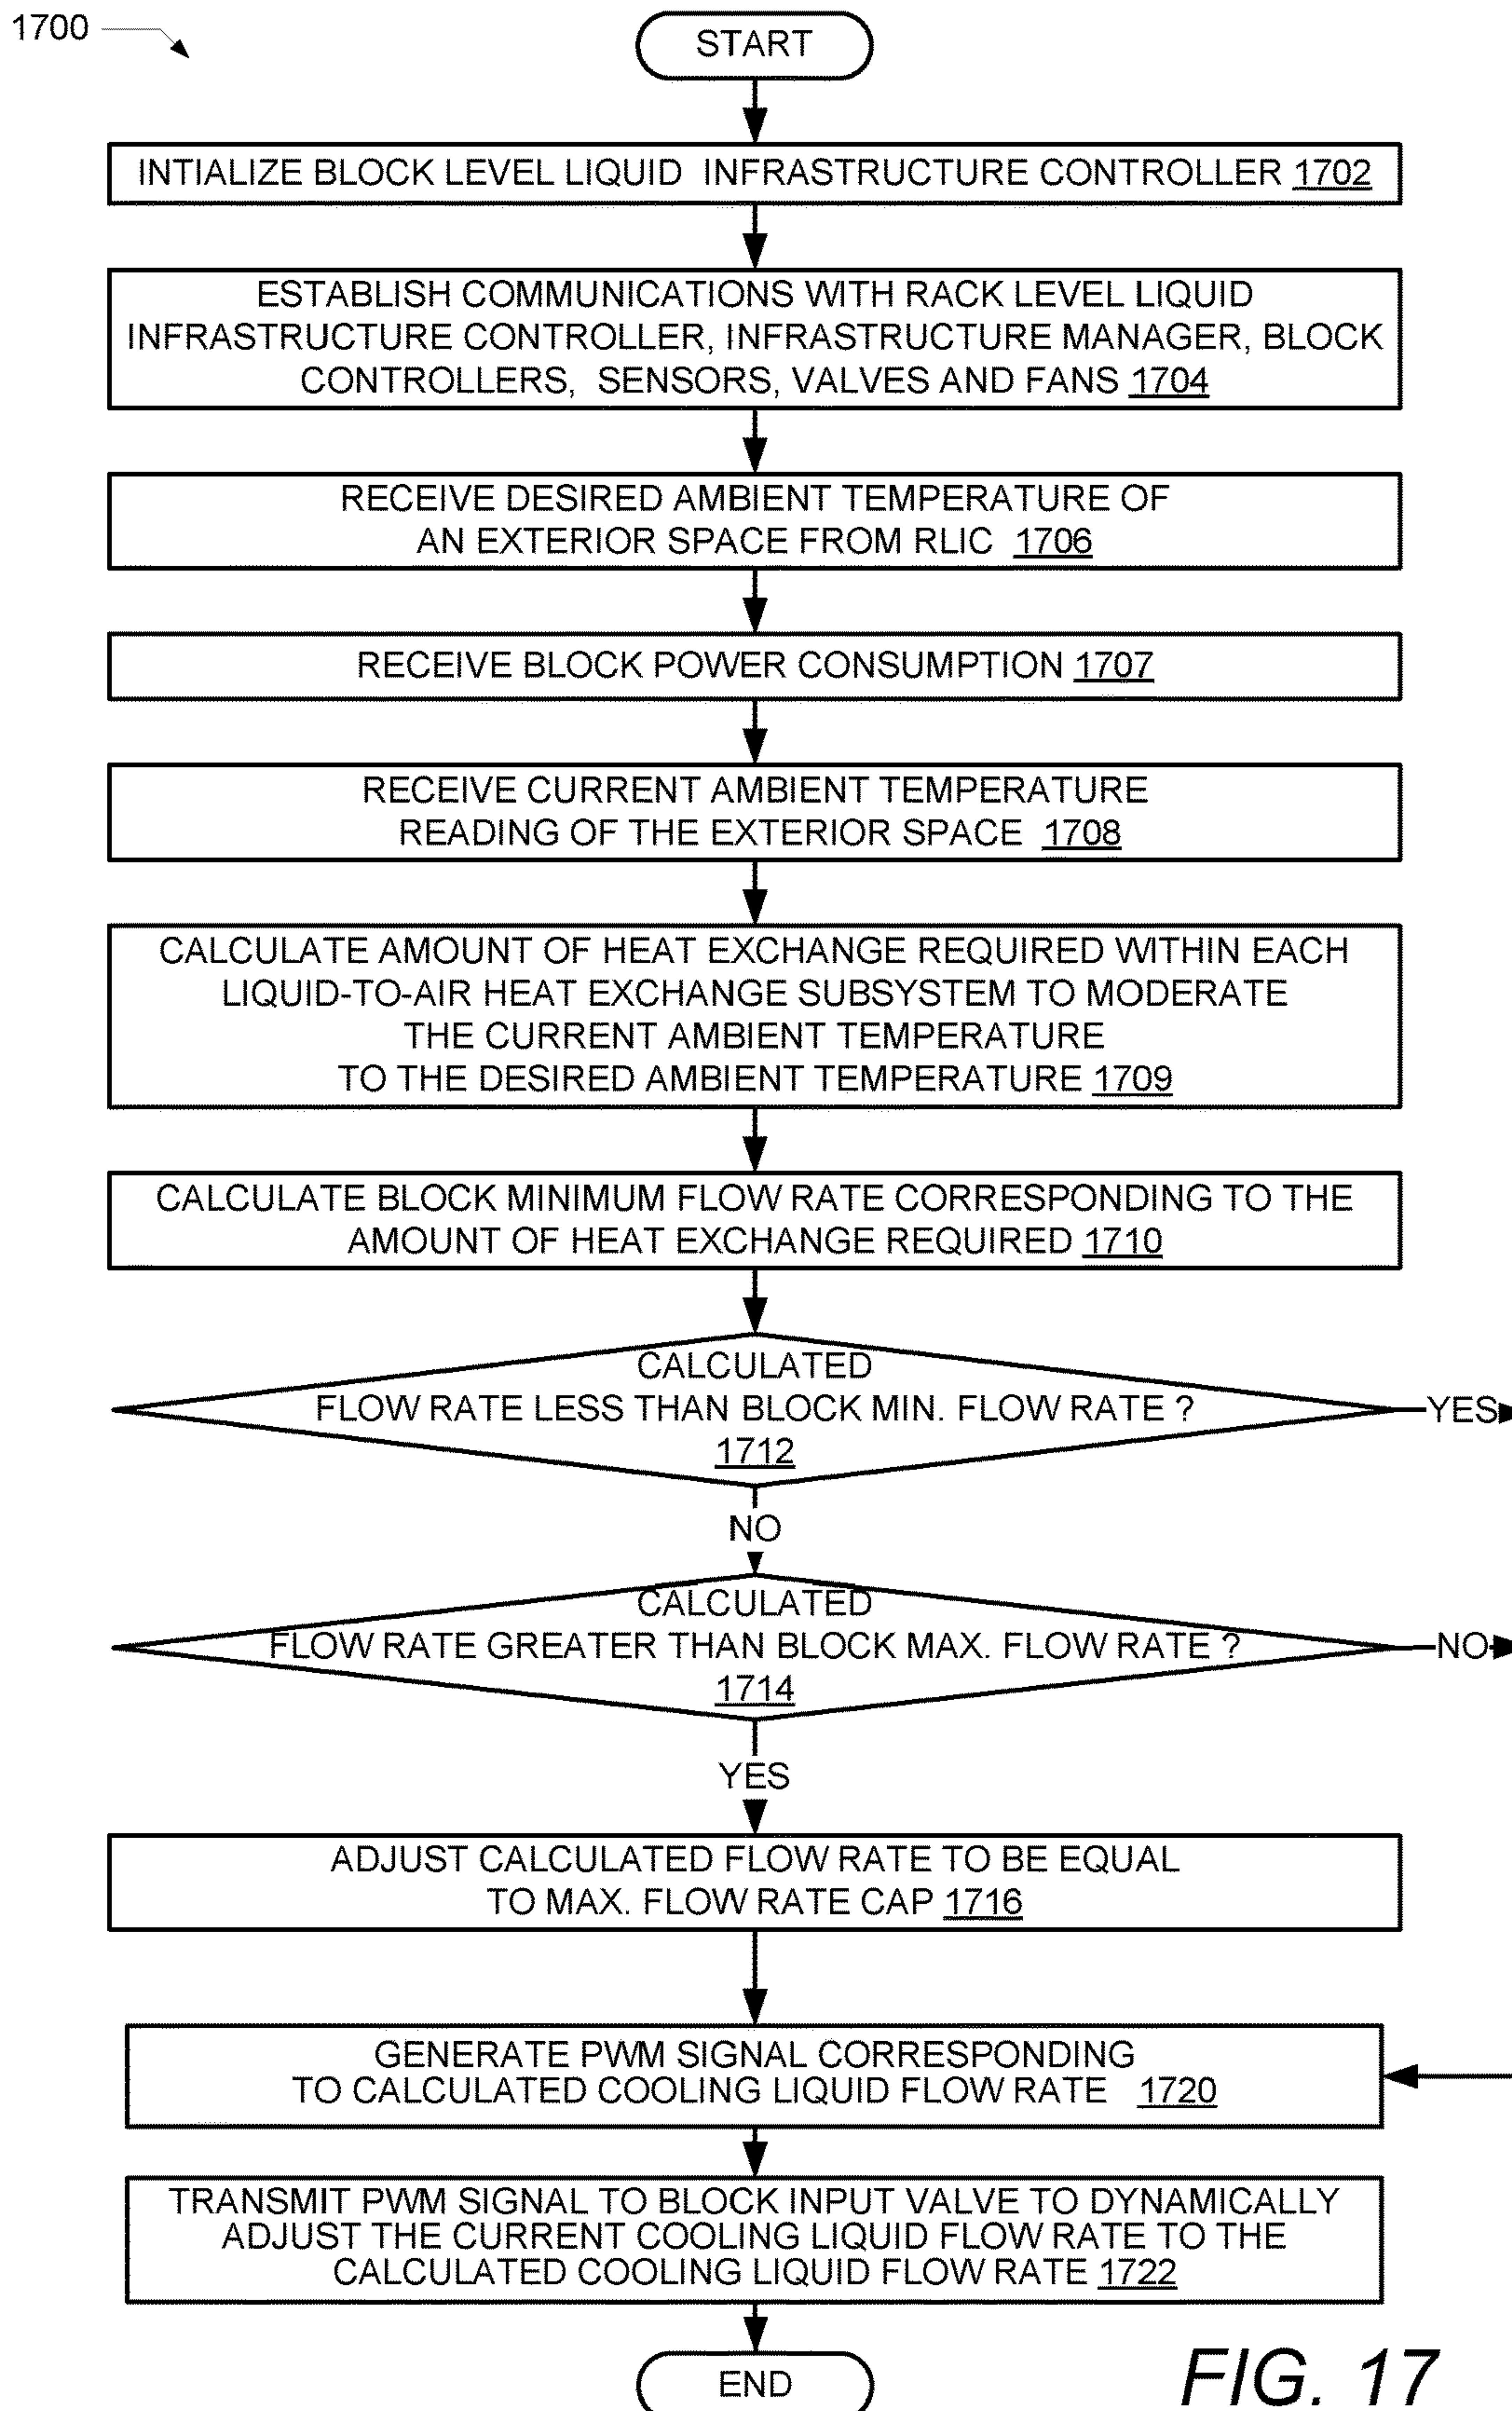 1700
START
INTIALIZE BLOCK LEVEL LIQUID INFRASTRUCTURE CONTROLLER 1702
ESTABLISH COMMUNICATIONS WITH RACK LEVEL LIQUID
INFRASTRUCTURE CONTROLLER, INFRASTRUCTURE MANAGER, BLOCK
CONTROLLERS, SENSORS, VALVES AND FANS 1704
RECEIVE DESIRED AMBIENT TEMPERATURE OF
AN EXTERIOR SPACE FROM RLIC 1706
RECEIVE BLOCK POWER CONSUMPTION 1707
RECEIVE CURRENT AMBIENT TEMPERATURE
READING OF THE EXTERIOR SPACE 1708
CALCULATE AMOUNT OF HEAT EXCHANGE REQUIRED WITHIN EACH
LIQUID-TO-AIR HEAT EXCHANGE SUBSYSTEM TO MODERATE
THE CURRENT AMBIENT TEMPERATURE
TO THE DESIRED AMBIENT TEMPERATURE 1709
CALCULATE BLOCK MINIMUM FLOW RATE CORRESPONDING TO THE
AMOUNT OF HEAT EXCHANGE REQUIRED 1710
CALCULATED
FLOW RATE LESS THAN BLOCK MIN. FLOW RATE ?
1712
YES
NO
CALCULATED
FLOW RATE GREATER THAN BLOCK MAX. FLOW RATE ?
1714
NO
YES
ADJUST CALCULATED FLOW RATE TO BE EQUAL
TO MAX. FLOW RATE CAP 1716
GENERATE PWM SIGNAL CORRESPONDING
TO CALCULATED COOLING LIQUID FLOW RATE 1720
TRANSMIT PWM SIGNAL TO BLOCK INPUT VALVE TO DYNAMICALLY
ADJUST THE CURRENT COOLING LIQUID FLOW RATE TO THE
CALCULATED COOLING LIQUID FLOW RATE 1722
END
FIG. 17